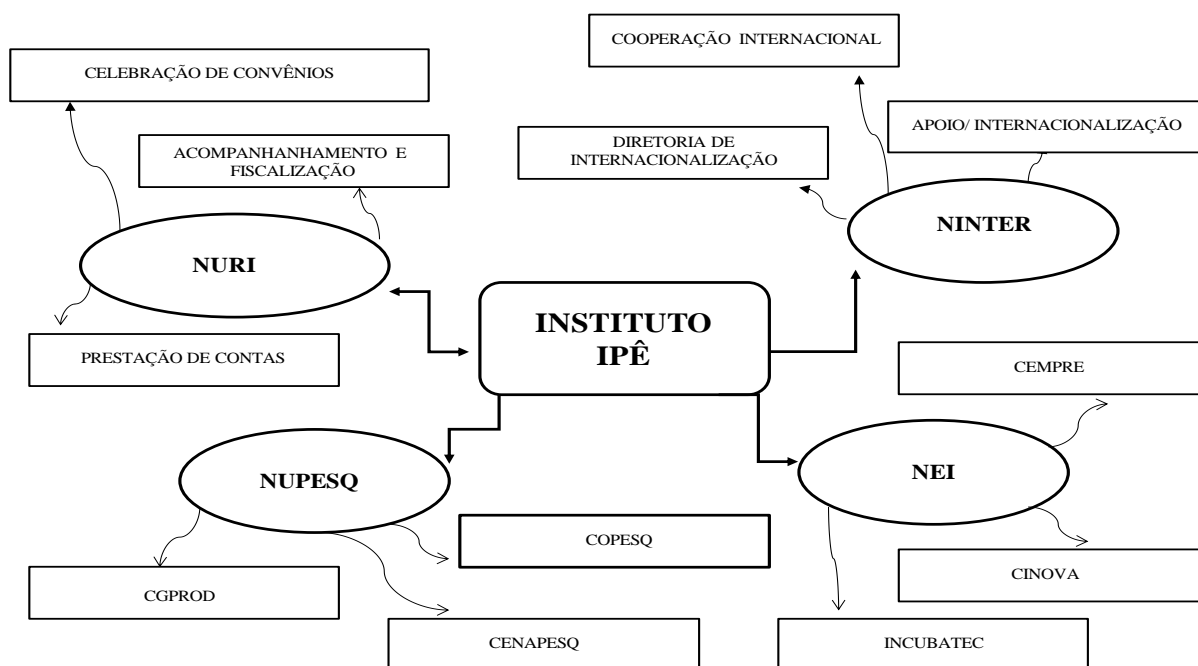 COOPERAÇÃO INTERNACIONAL
CELEBRAÇÃO DE CONVÊNIOS
APOIO/ INTERNACIONALIZAÇÃO
DIRETORIA DE
INTERNACIONALIZAÇÃO
ACOMPANHANHAMENTO E
FISCALIZAÇÃO
NINTER
NURI
INSTITUTO
IPÊ
PRESTAÇÃO DE CONTAS
CEMPRE
NUPESQ
NEI
COPESQ
CINOVA
CGPROD
CENAPESQ
INCUBATEC